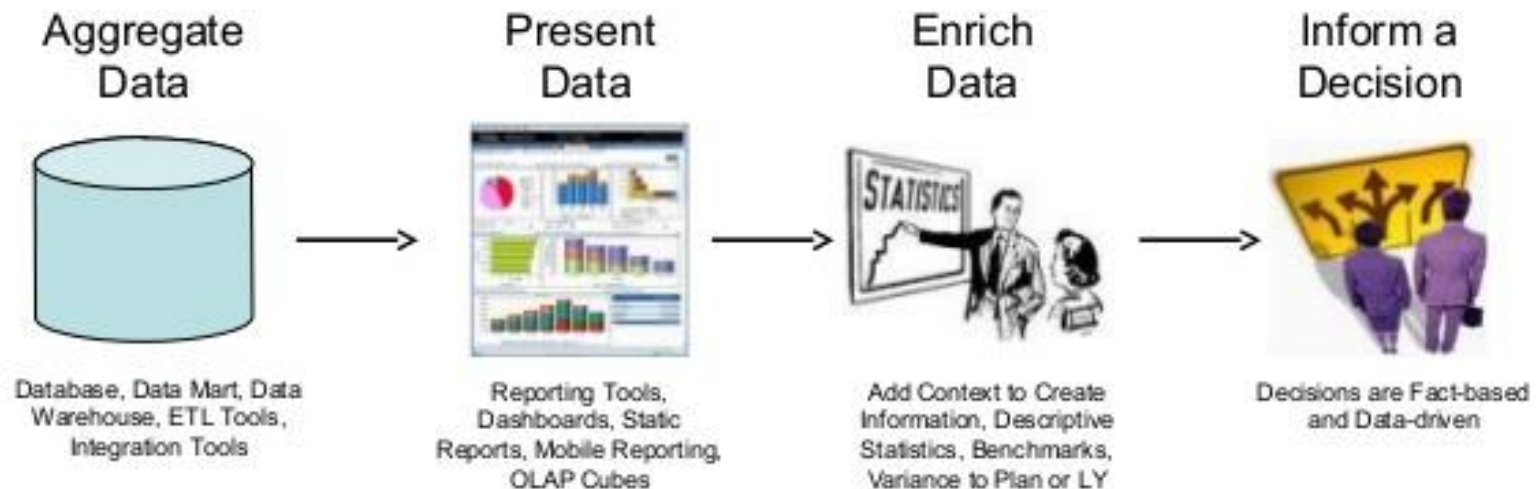 Aggregate
Data
Present
Data
Enrich
Data
Inform a
Decision
STATISTICS
Database, Data Mart, Data
Warehouse, ETL Tools,
Integration Tools
Reporting Tools,
Dashboards, Static
Reports, Mobile Reporting,
OLAP Cubes
Add Context to Create
Information, Descriptive
Statistics, Benchmarks,
Variance to Plan or LY
Decisions are Fact-based
and Data-driven